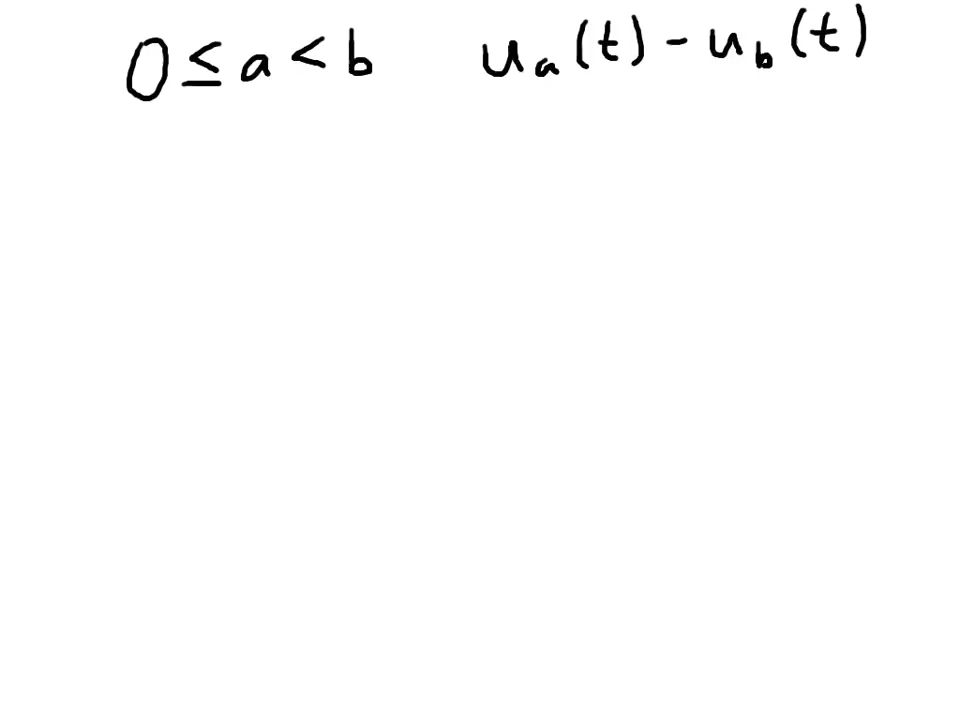 0 ≤ a < b u_a(t) - u_b(t)